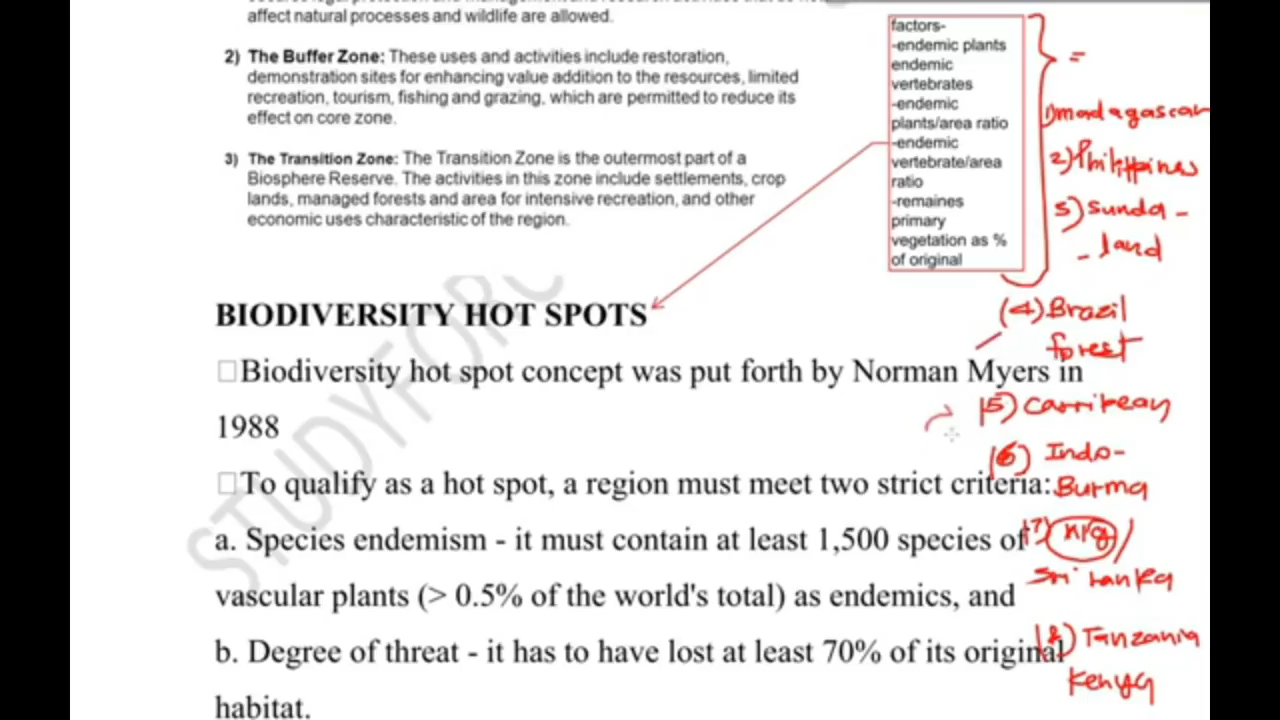 affect natural processes and wildlife are allowed.
2) The Buffer Zone: These uses and activities include restoration,
demonstration sites for enhancing value addition to the resources, limited
recreation, tourism, fishing and grazing, which are permitted to reduce its
effect on core zone.
3) The Transition Zone: The Transition Zone is the outermost part of a
Biosphere Reserve. The activities in this zone include settlements, crop
lands, managed forests and area for intensive recreation, and other
economic uses characteristic of the region.
factors-
-endemic plants
endemic
vertebrates
-endemic
plants/area ratio
-endemic
vertebrate/area
ratio
-remaines
primary
vegetation as %
of original
=
1) madagascar
2) Philippines
3) Sunda -
- land
(4) Brazil
forest
BIODIVERSITY HOT SPOTS
Biodiversity hot spot concept was put forth by Norman Myers in
1988
(5) Carribean
(6) Indo-
Burma
To qualify as a hot spot, a region must meet two strict criteria:
a. Species endemism - it must contain at least 1,500 species of
vascular plants (> 0.5% of the world's total) as endemics, and
(7) /
Sri lanka
b. Degree of threat - it has to have lost at least 70% of its original
habitat.
(8) Tanzania
Kenya